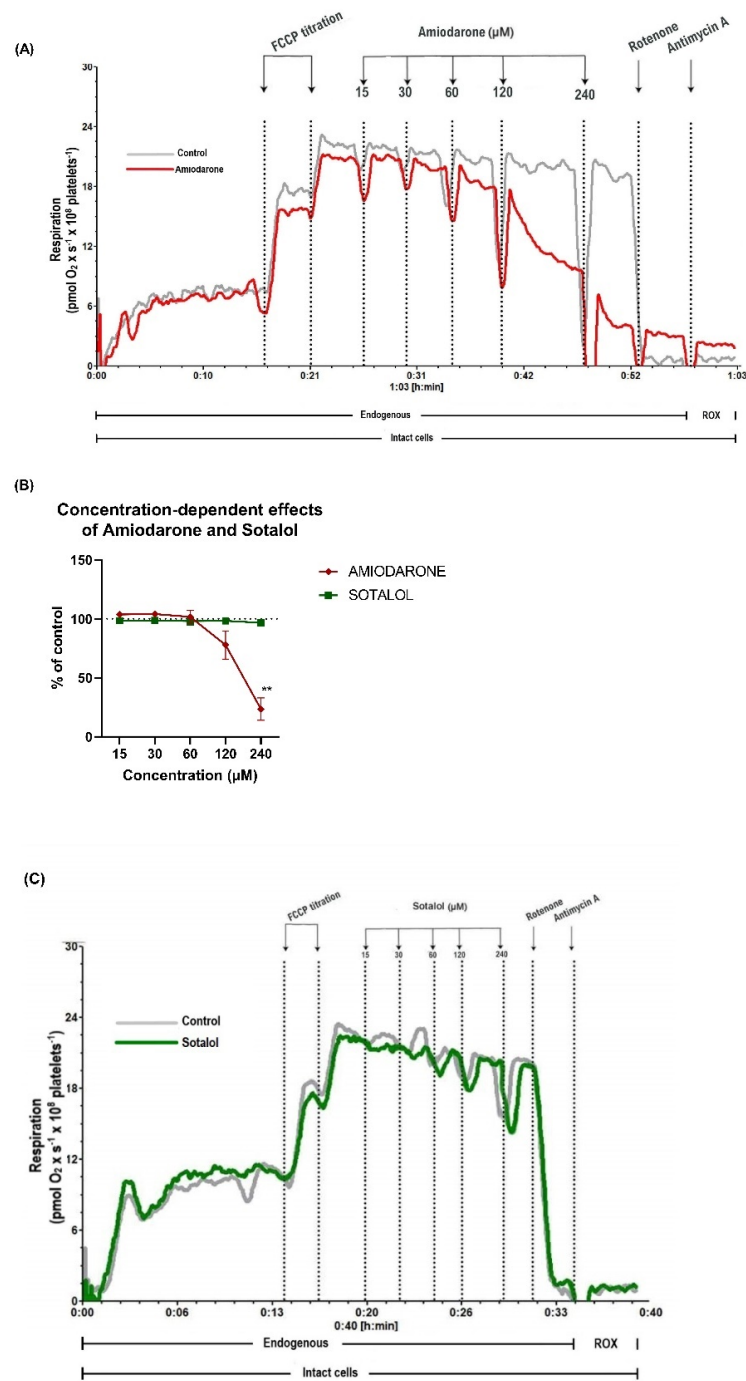 (A)
FCCP titration
Amiodarone (µM)
Rotenone
Antimycin A
15 30 60 120 240
30
24
18
12
6
0
Control
Amiodarone
Respiration
(pmol O₂ x s⁻¹ x 10⁸ platelets⁻¹)
0:00 0:10 0:21 0:31 0:42 0:52 1:03
1:03 [h:min]
Endogenous ROX
Intact cells
(B)
Concentration-dependent effects
of Amiodarone and Sotalol
150
100
50
0
% of control
AMIODARONE
SOTALOL
**
15 30 60 120 240
Concentration (µM)
(C)
FCCP titration
Sotalol (µM)
Rotenone
Antimycin A
15 30 60 120 240
30
24
18
12
6
0
Control
Sotalol
Respiration
(pmol O₂ x s⁻¹ x 10⁸ platelets⁻¹)
0:00 0:06 0:13 0:20 0:26 0:33 0:40
0:40 [h:min]
Endogenous ROX
Intact cells